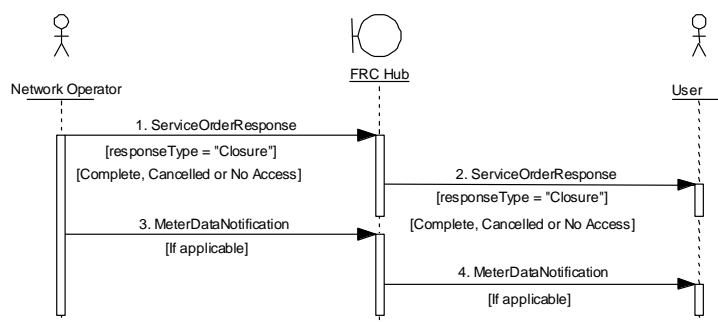 Network Operator
FRC Hub
User
1. ServiceOrderResponse
[responseType = "Closure"]
[Complete, Cancelled or No Access]
2. ServiceOrderResponse
[responseType = "Closure"]
[Complete, Cancelled or No Access]
3. MeterDataNotification
[If applicable]
4. MeterDataNotification
[If applicable]